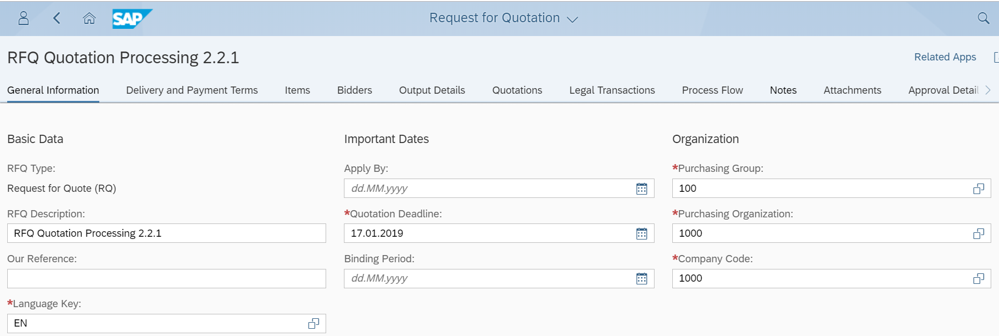 SAP
Request for Quotation
RFQ Quotation Processing 2.2.1
Related Apps
General Information Delivery and Payment Terms Items Bidders Output Details Quotations Legal Transactions Process Flow Notes Attachments Approval Detail
Basic Data
RFQ Type:
Request for Quote (RQ)
RFQ Description:
RFQ Quotation Processing 2.2.1
Our Reference:
*Language Key:
EN
Important Dates
Apply By:
dd.MM.yyyy
*Quotation Deadline:
17.01.2019
Binding Period:
dd.MM.yyyy
Organization
*Purchasing Group:
100
*Purchasing Organization:
1000
*Company Code:
1000